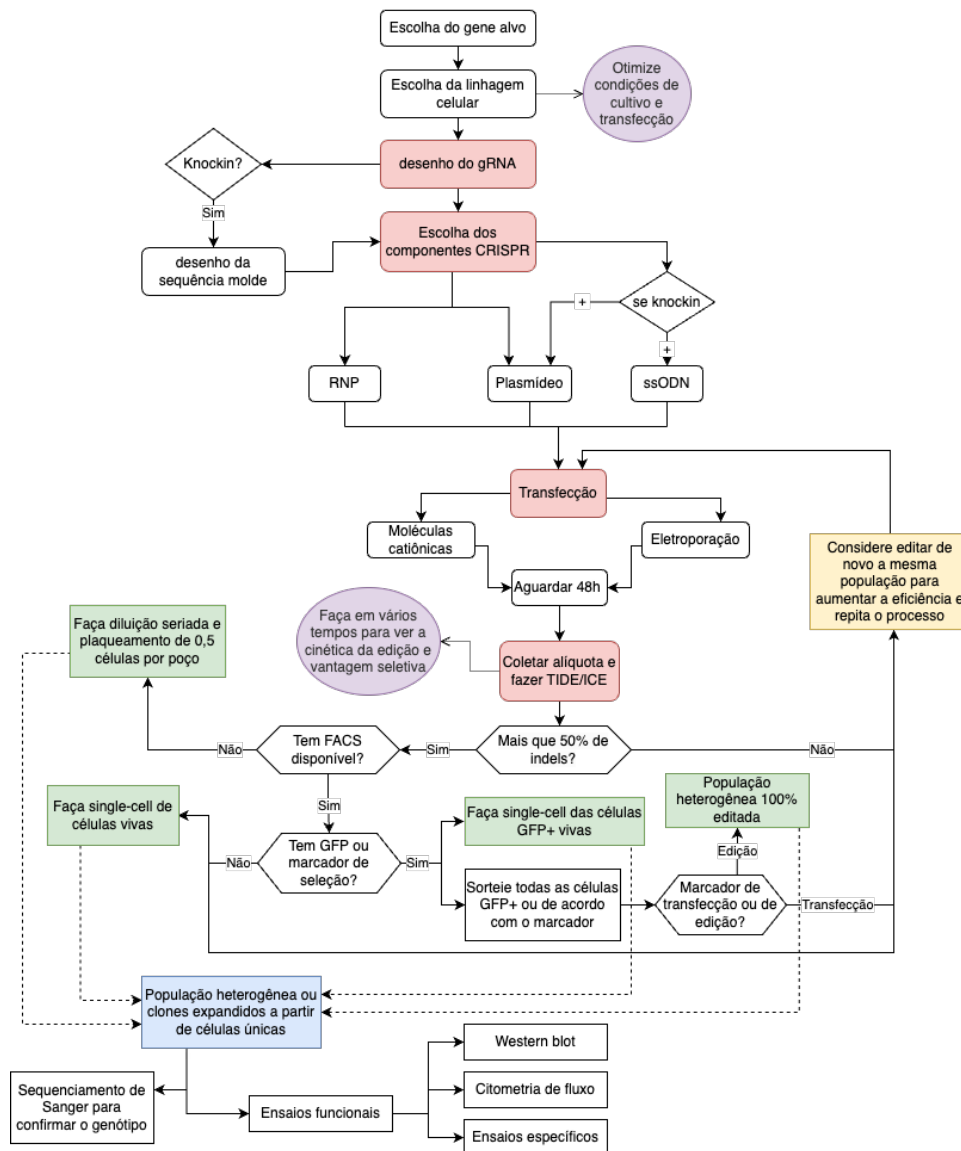 Escolha do gene alvo
Escolha da linhagem
celular
Otimize
condições de
cultivo e
transfecção
Knockin?
desenho do gRNA
Sim
desenho da
sequência molde
Escolha dos
componentes CRISPR
se knockin
+
+
RNP
Plasmídeo
ssODN
Transfecção
Moléculas
catiônicas
Eletroporação
Aguardar 48h
Considere editar de
novo a mesma
população para
aumentar a eficiência e
repita o processo
Faça em vários
tempos para ver a
cinética da edição e
vantagem seletiva
Coletar alíquota e
fazer TIDE/ICE
Faça diluição seriada e
plaqueamento de 0,5
células por poço
Não
Tem FACS
disponível?
Sim
Mais que 50% de
indels?
Não
Sim
Faça single-cell de
células vivas
Não
Tem GFP ou
marcador de
seleção?
Sim
Faça single-cell das células
GFP+ vivas
População
heterogênea 100%
editada
Edição
Sorteie todas as células
GFP+ ou de acordo
com o marcador
Marcador de
transfecção ou de
edição?
Transfecção
População heterogênea ou
clones expandidos a partir
de células únicas
Sequenciamento de
Sanger para
confirmar o genótipo
Ensaios funcionais
Western blot
Citometria de fluxo
Ensaios específicos